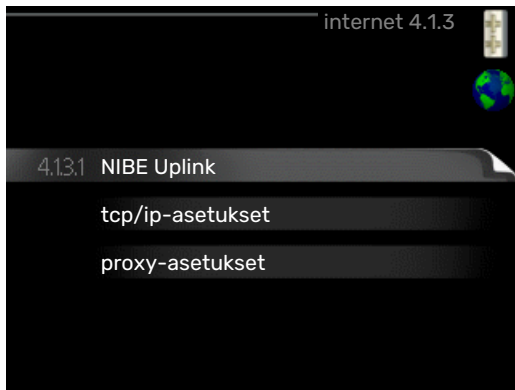 internet 4.1.3
4.1.3.1 NIBE Uplink
tcp/ip-asetukset
proxy-asetukset